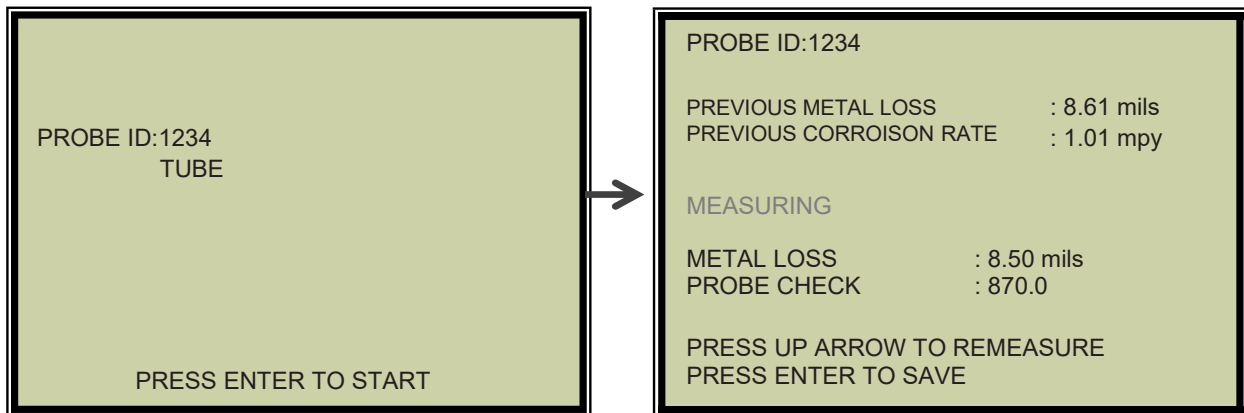 PROBE ID:1234
TUBE
PRESS ENTER TO START
PROBE ID:1234
PREVIOUS METAL LOSS : 8.61 mils
PREVIOUS CORROISON RATE : 1.01 mpy
MEASURING
METAL LOSS : 8.50 mils
PROBE CHECK : 870.0
PRESS UP ARROW TO REMEASURE
PRESS ENTER TO SAVE